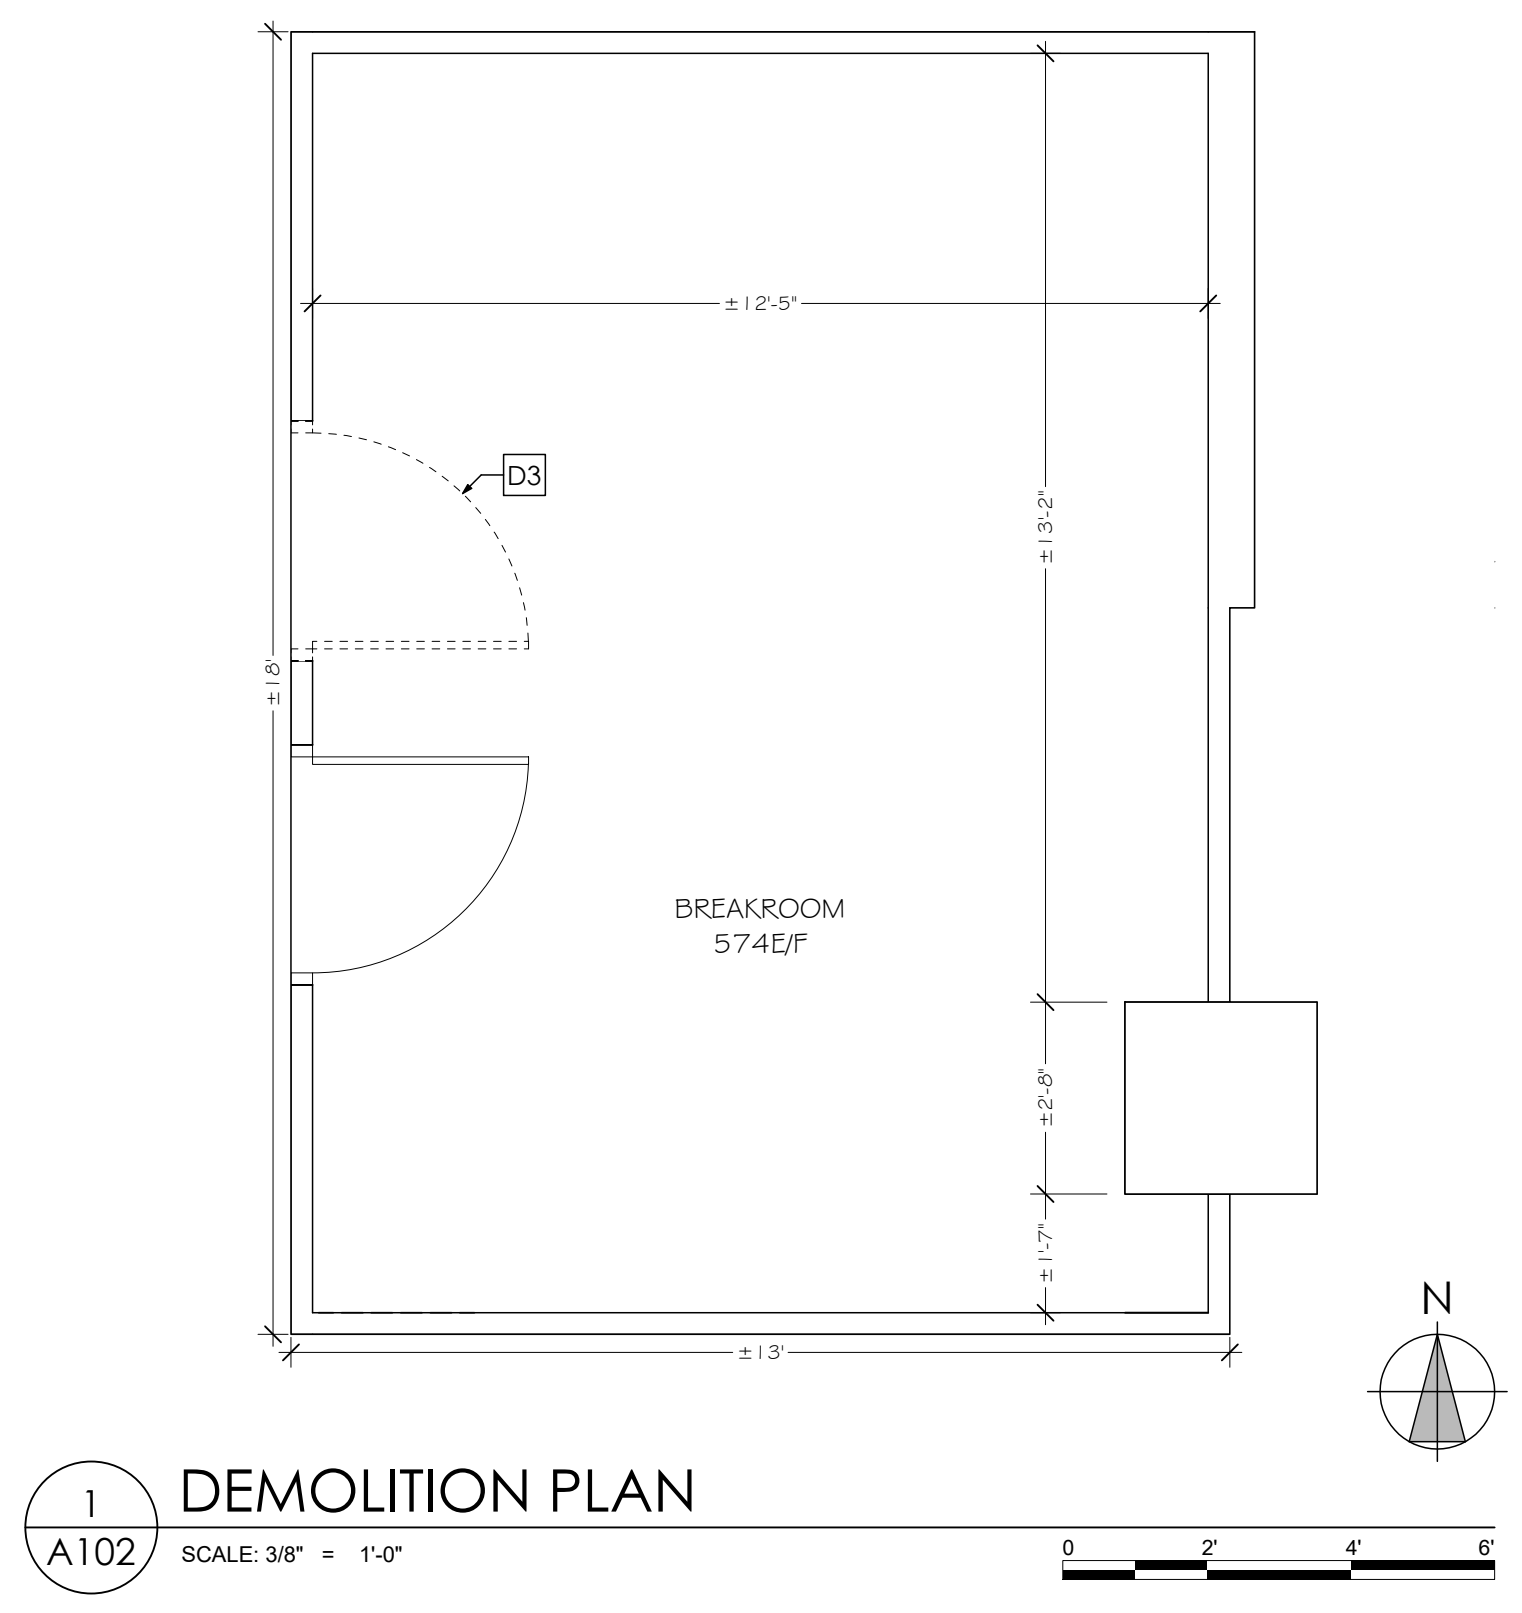 ±12'-5"
D3
±13'-2"
±18'
BREAKROOM
574E/F
±2'-8"
±1'-7"
±13'
N
1
A102
DEMOLITION PLAN
SCALE: 3/8" = 1'-0"
0 2' 4' 6'